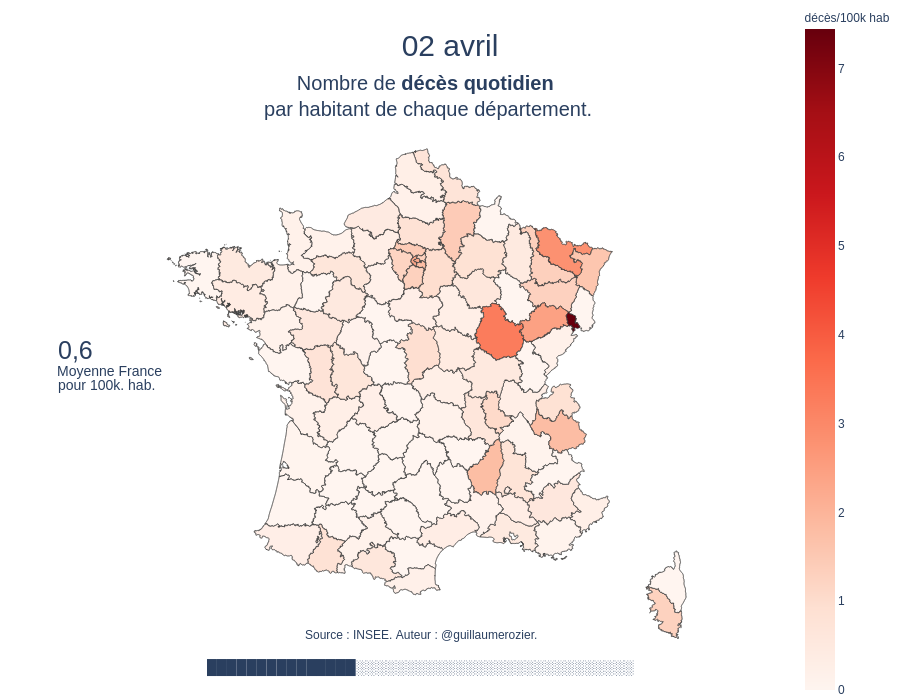 décès/100k hab
02 avril
Nombre de décès quotidien
par habitant de chaque département.
7
6
5
4
3
2
1
0
0,6
Moyenne France
pour 100k. hab.
Source : INSEE. Auteur : @guillaumerozier.